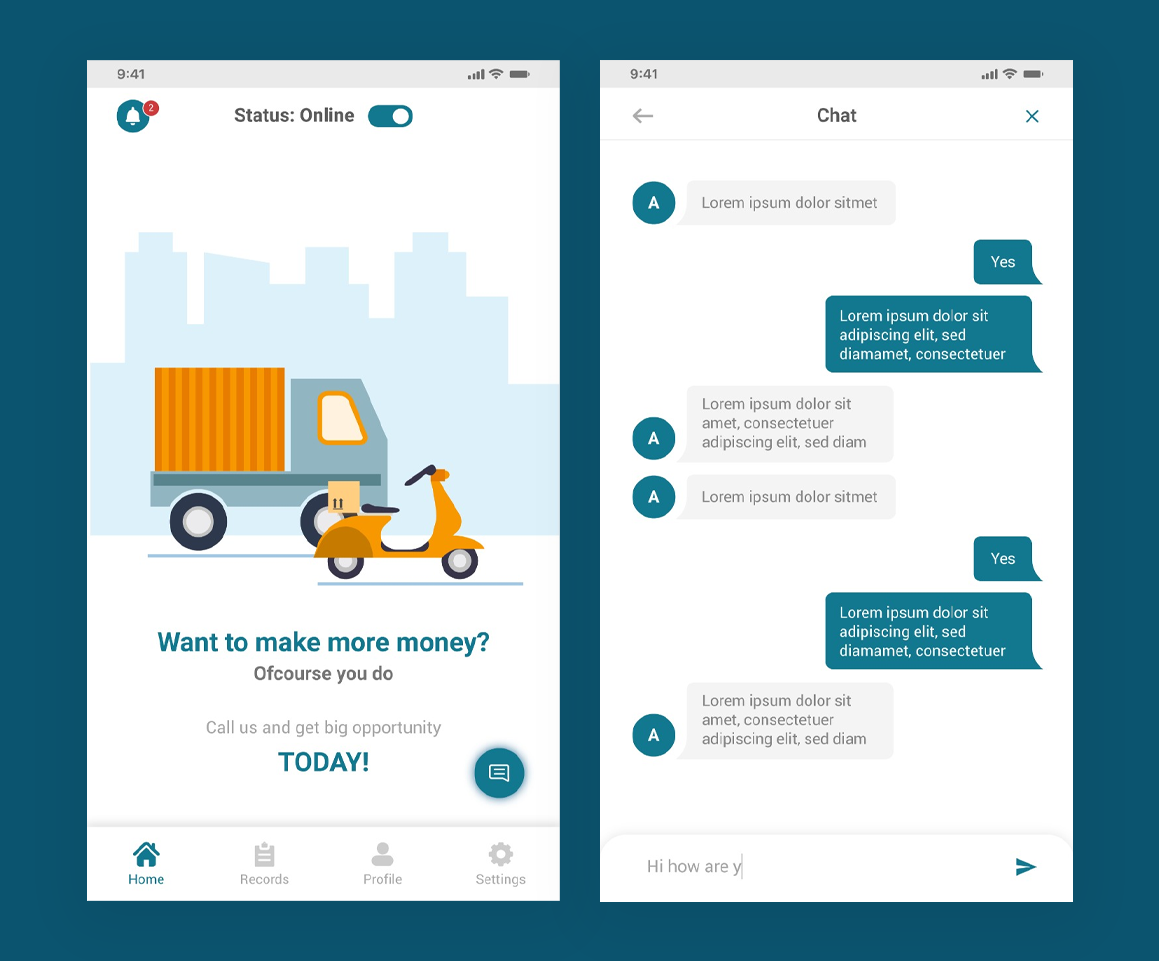 9:41
2
Status: Online
Want to make more money?
Ofcourse you do
Call us and get big opportunity
TODAY!
Home
Records
Profile
Settings
9:41
Chat
A
Lorem ipsum dolor sitmet
Yes
Lorem ipsum dolor sit
adipiscing elit, sed
diamamet, consectetuer
Lorem ipsum dolor sit
amet, consectetuer
A
adipiscing elit, sed diam
A
Lorem ipsum dolor sitmet
Yes
Lorem ipsum dolor sit
adipiscing elit, sed
diamamet, consectetuer
Lorem ipsum dolor sit
amet, consectetuer
A
adipiscing elit, sed diam
Hi how are y